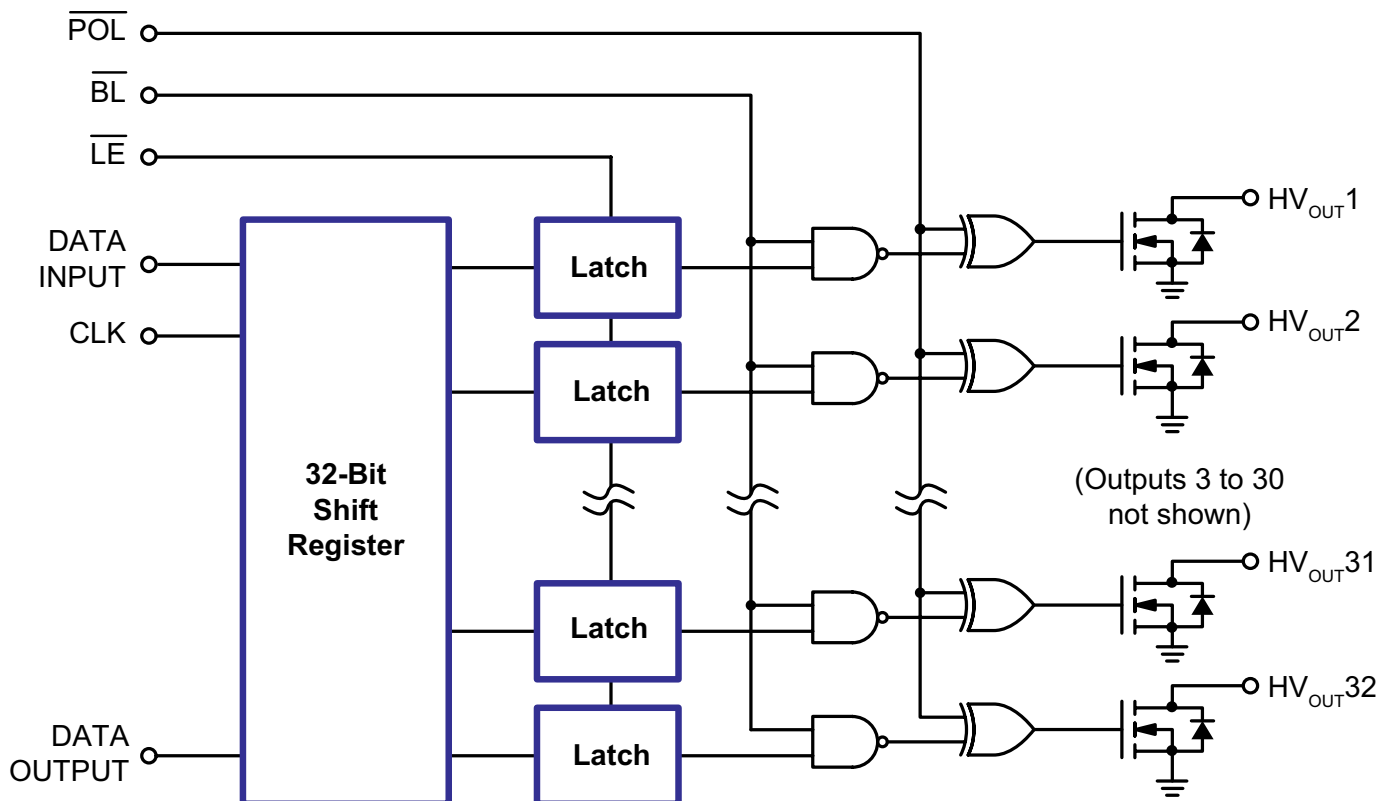 POL
BL
LE
DATA
INPUT
CLK
DATA
OUTPUT
32-Bit
Shift
Register
Latch
Latch
Latch
Latch
HVOUT1
HVOUT2
(Outputs 3 to 30
not shown)
HVOUT31
HVOUT32